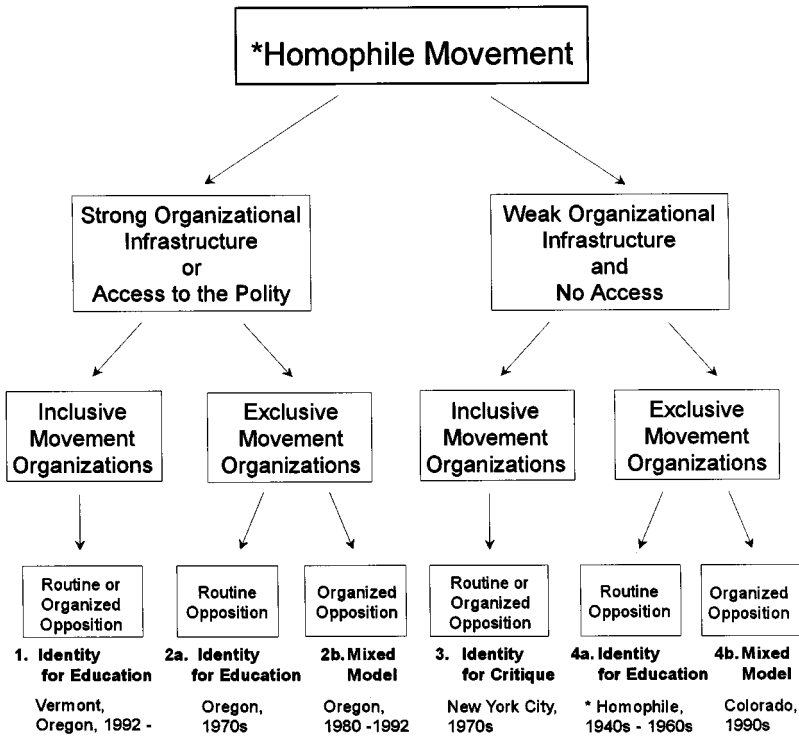 *Homophile Movement
Strong Organizational
Infrastructure
or
Access to the Polity
Weak Organizational
Infrastructure
and
No Access
Inclusive
Movement
Organizations
Exclusive
Movement
Organizations
Inclusive
Movement
Organizations
Exclusive
Movement
Organizations
Routine or
Organized
Opposition
Routine
Opposition
Organized
Opposition
Routine or
Organized
Opposition
Routine
Opposition
Organized
Opposition
1. Identity
for Education
Vermont,
Oregon, 1992 -
2a. Identity
for Education
Oregon,
1970s
2b. Mixed
Model
Oregon,
1980 -1992
3. Identity
for Critique
New York City,
1970s
4a. Identity
for Education
* Homophile,
1940s - 1960s
4b. Mixed
Model
Colorado,
1990s